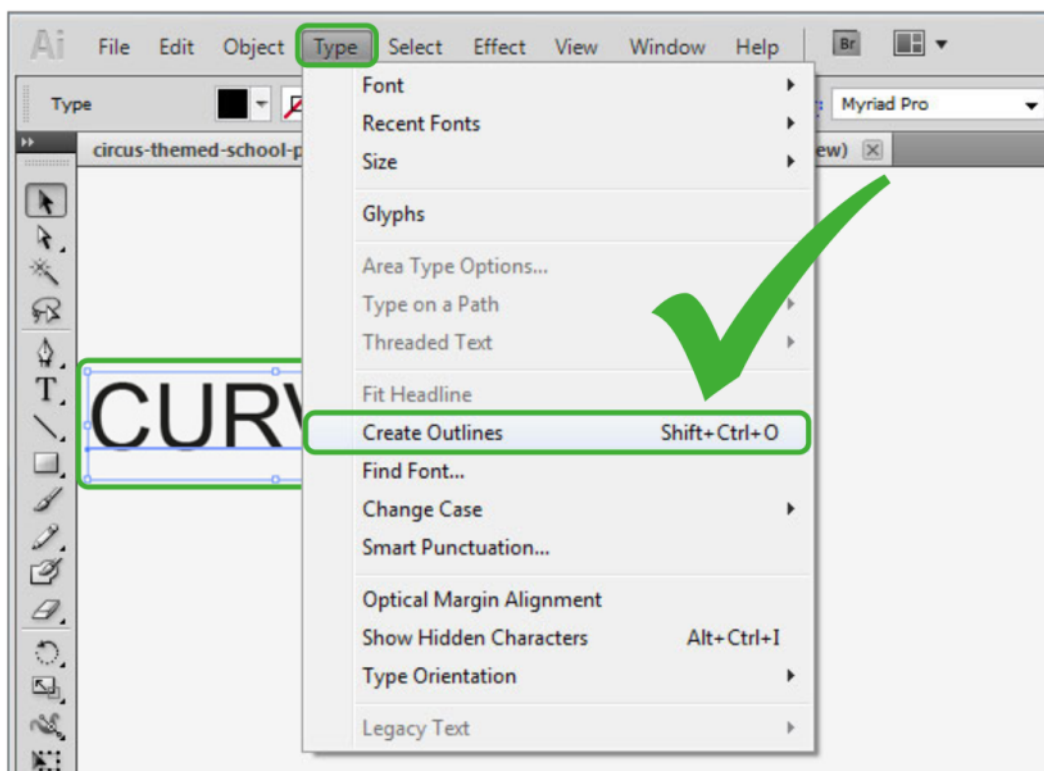 Ai File Edit Object Type Select Effect View Window Help Br
Type Myriad Pro
circus-themed-school-p ew)
Font
Recent Fonts
Size
Glyphs
Area Type Options...
Type on a Path
Threaded Text
CURV
Fit Headline
Create Outlines Shift+Ctrl+O
Find Font...
Change Case
Smart Punctuation...
Optical Margin Alignment
Show Hidden Characters Alt+Ctrl+I
Type Orientation
Legacy Text